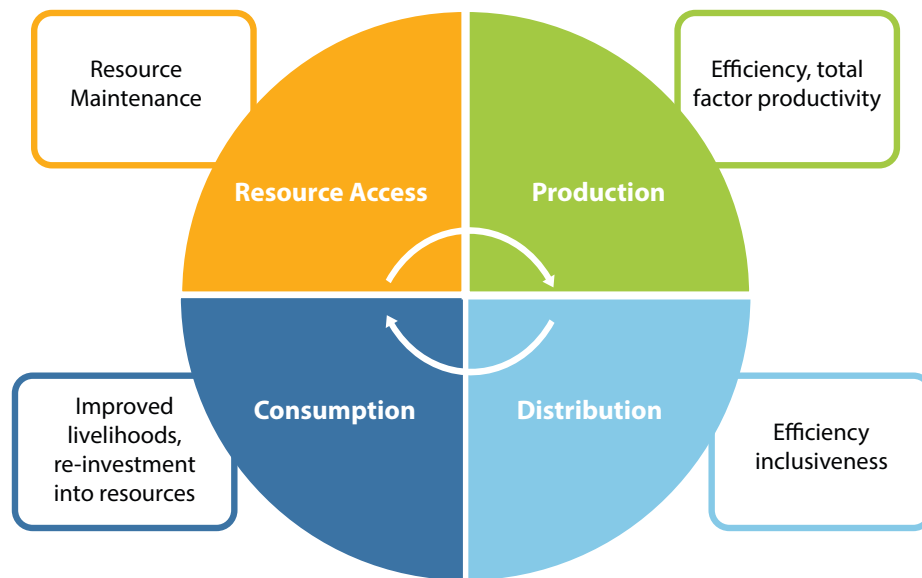 Resource
Maintenance
Efficiency, total
factor productivity
Resource Access
Production
Consumption
Distribution
Improved
livelihoods,
re-investment
into resources
Efficiency
inclusiveness